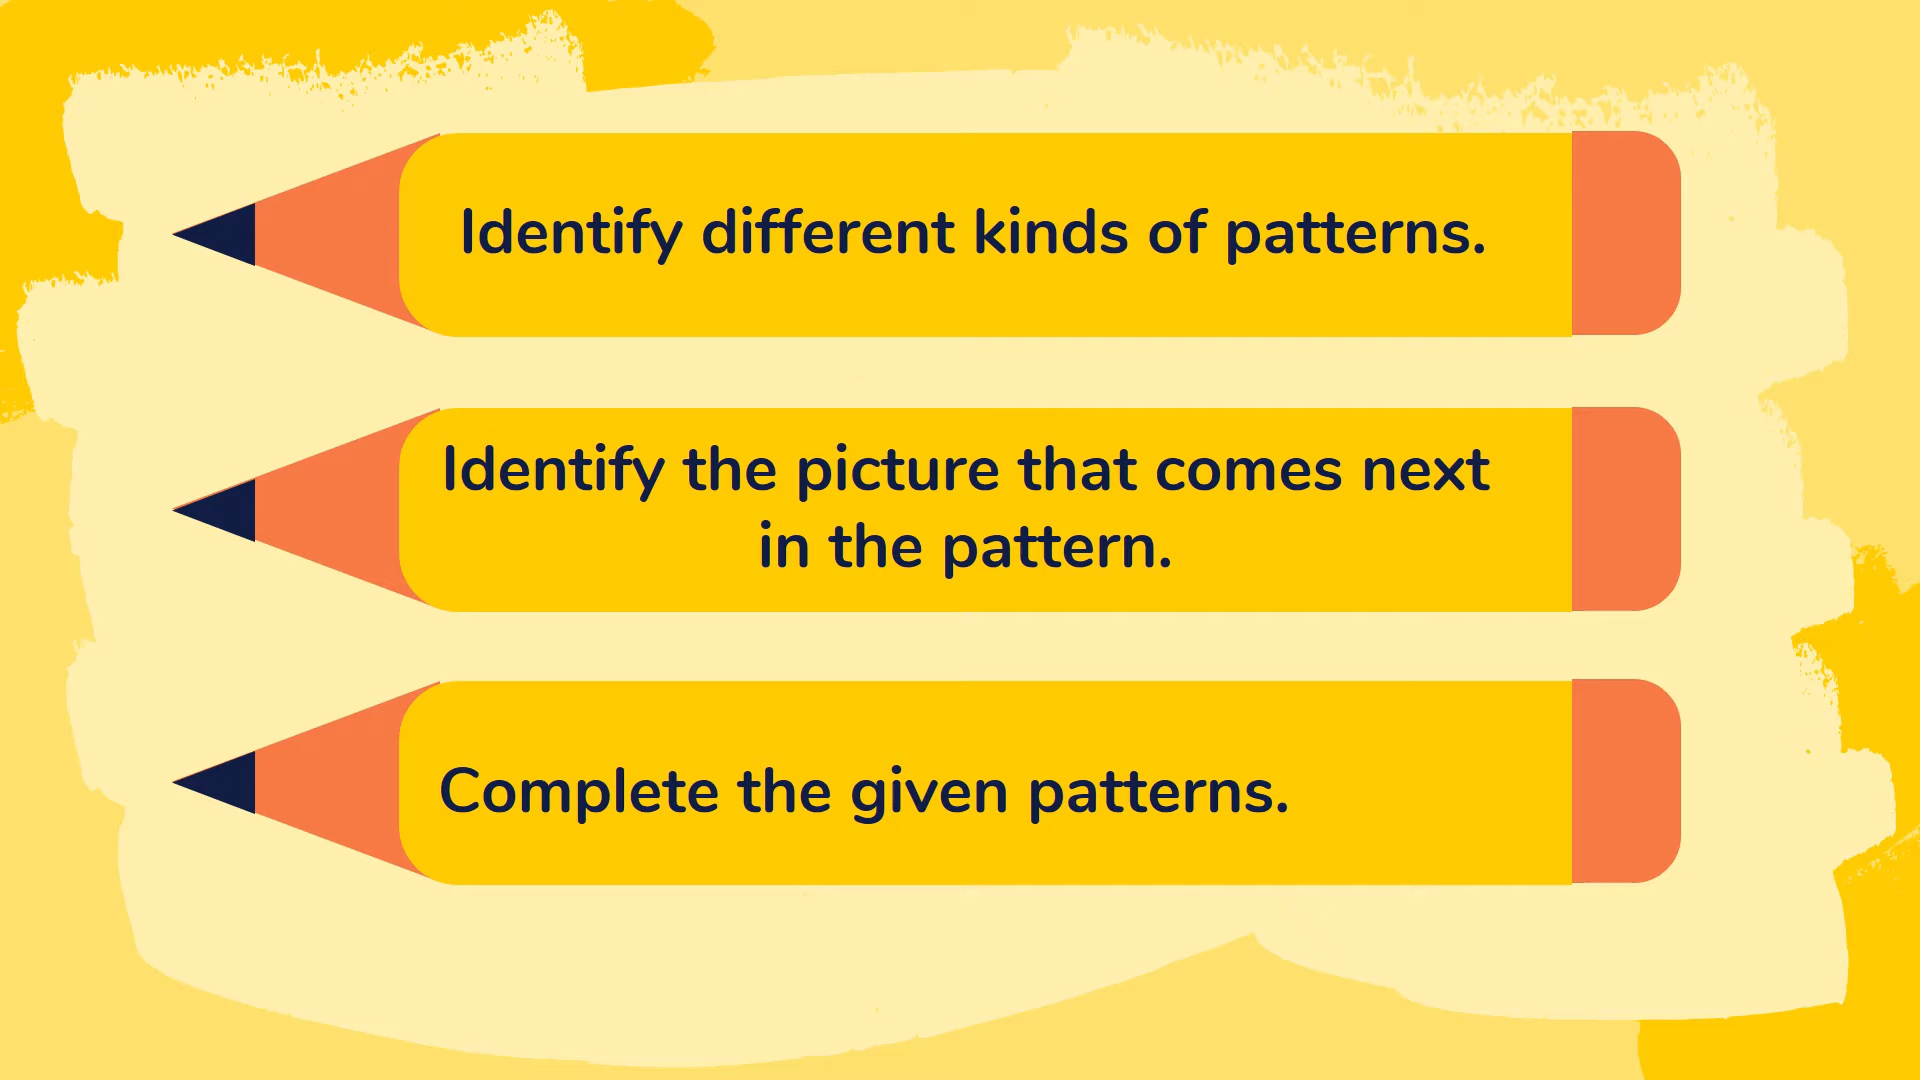 Identify different kinds of patterns.
Identify the picture that comes next
in the pattern.
Complete the given patterns.